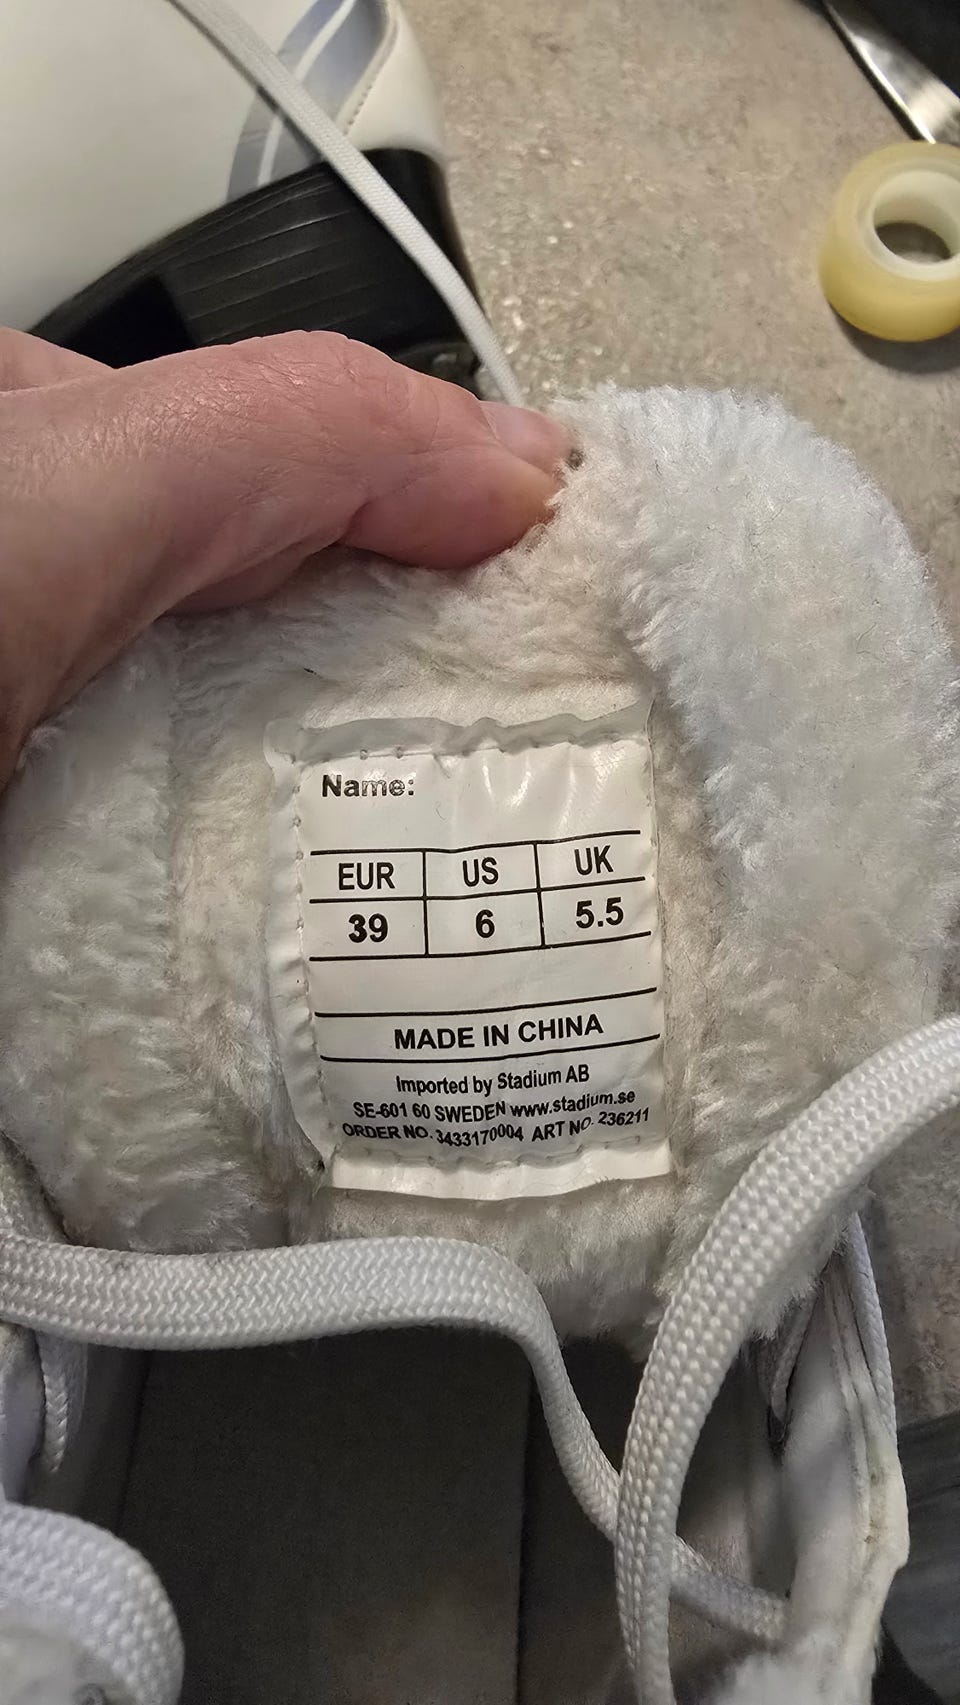 Name:
EUR US UK
39 6 5.5
MADE IN CHINA
Imported by Stadium AB
SE-601 60 SWEDEN www.stadium.se
ORDER NO. 3433170004 ART NO. 236211